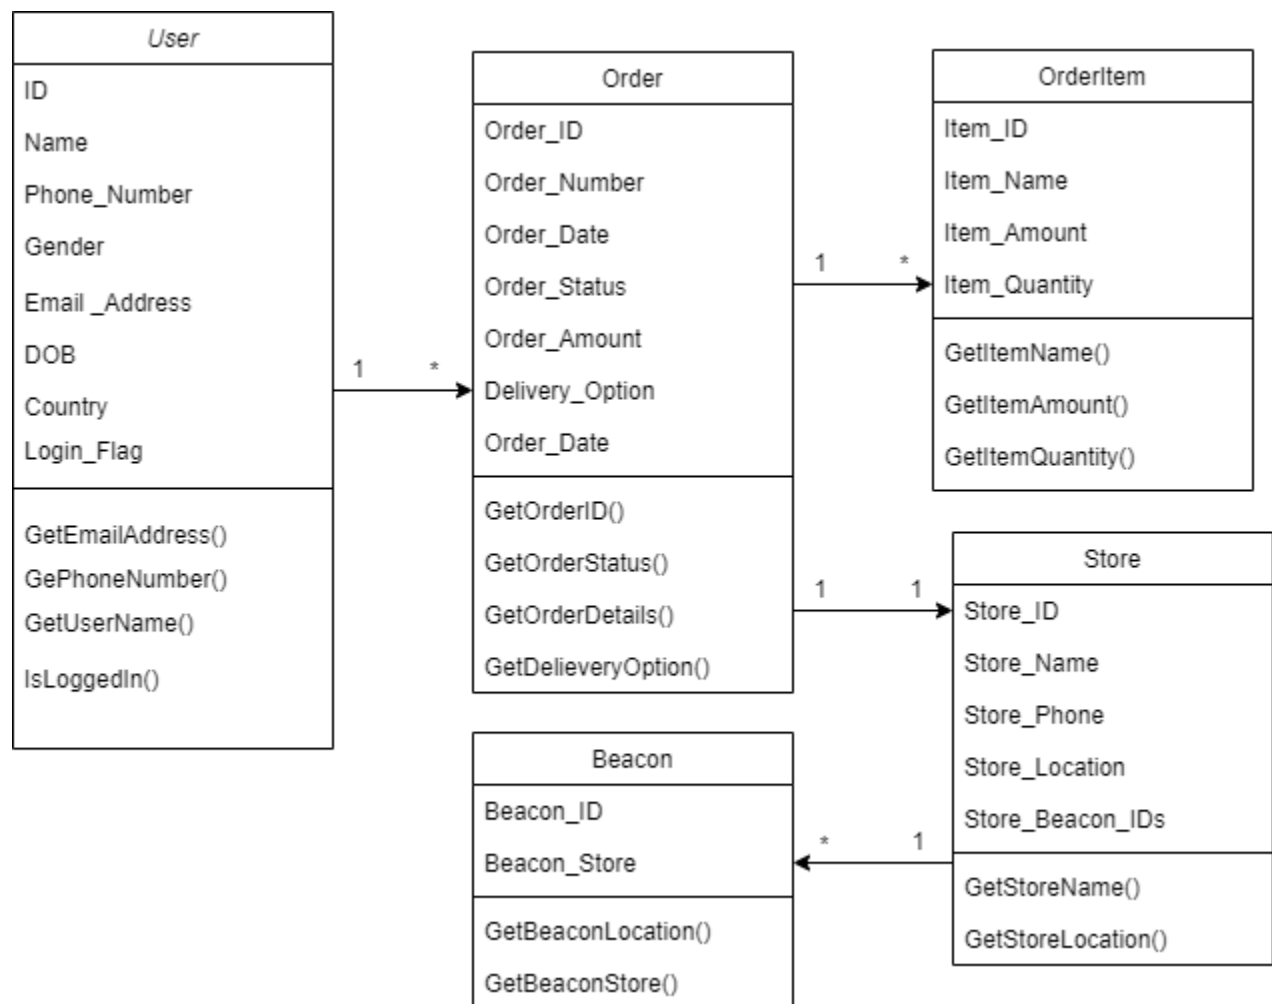 User
ID
Name
Phone_Number
Gender
Email _Address
DOB
Country
Login_Flag
GetEmailAddress()
GePhoneNumber()
GetUserName()
IsLoggedIn()
1 *
Order
Order_ID
Order_Number
Order_Date
Order_Status
Order_Amount
Delivery_Option
Order_Date
GetOrderID()
GetOrderStatus()
GetOrderDetails()
GetDelieveryOption()
1 *
OrderItem
Item_ID
Item_Name
Item_Amount
Item_Quantity
GetItemName()
GetItemAmount()
GetItemQuantity()
1 1
Store
Store_ID
Store_Name
Store_Phone
Store_Location
Store_Beacon_IDs
GetStoreName()
GetStoreLocation()
* 1
Beacon
Beacon_ID
Beacon_Store
GetBeaconLocation()
GetBeaconStore()